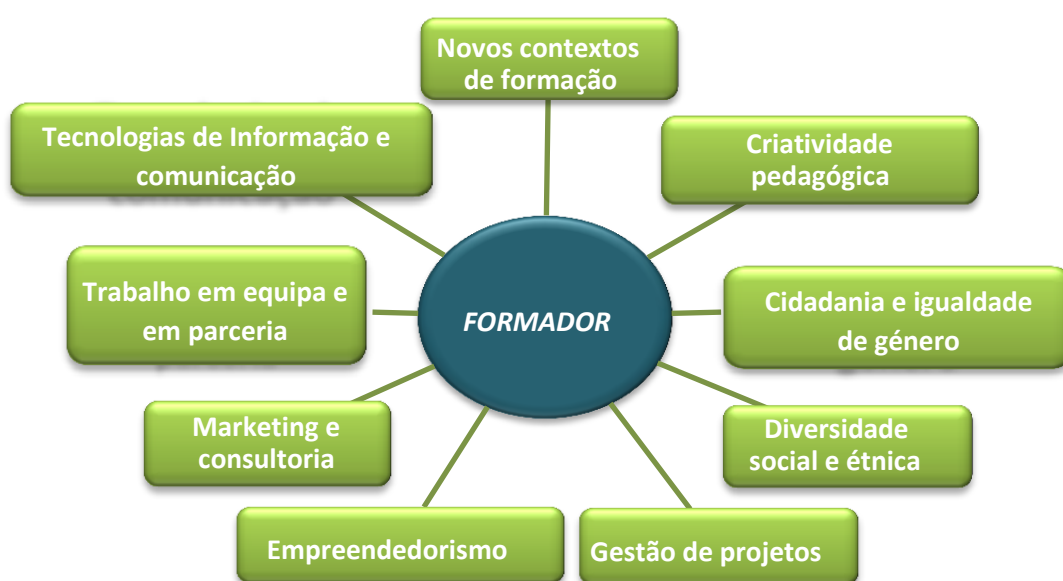 Novos contextos
de formação
Tecnologias de Informação e
comunicação
Criatividade
pedagógica
Trabalho em equipa e
em parceria
FORMADOR
Cidadania e igualdade
de género
Marketing e
consultoria
Diversidade
social e étnica
Empreendedorismo
Gestão de projetos